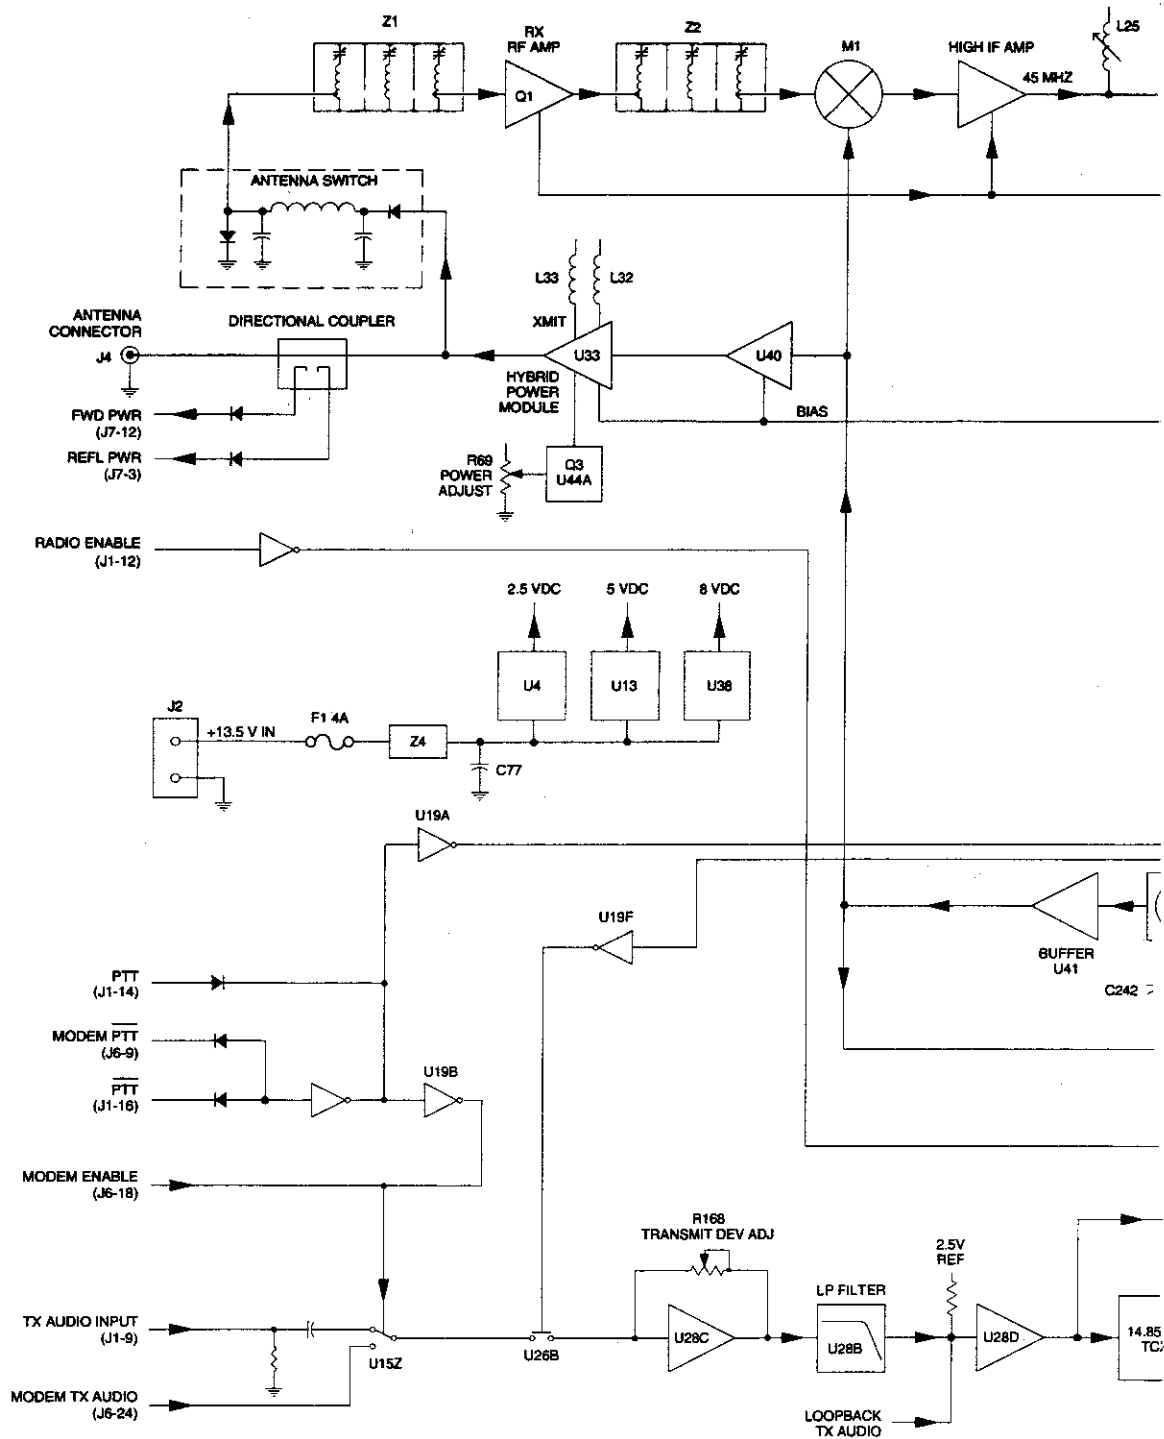 Z1
RX
RF AMP
Z2
M1
HIGH IF AMP
L25
Q1
45 MHZ
ANTENNA SWITCH
L33
L32
ANTENNA
CONNECTOR
J4
DIRECTIONAL COUPLER
XMIT
U33
U40
HYBRID
POWER
MODULE
BIAS
FWD PWR
(J7-12)
REFL PWR
(J7-3)
R69
POWER
ADJUST
Q3
U44A
RADIO ENABLE
(J1-12)
2.5 VDC
5 VDC
8 VDC
U4
U13
U38
J2
+13.5 V IN
F1 4A
Z4
C77
U19A
U19F
BUFFER
U41
C242
PTT
(J1-14)
MODEM PTT
(J6-9)
PTT
(J1-16)
U19B
MODEM ENABLE
(J6-18)
R168
TRANSMIT DEV ADJ
2.5V
REF
LP FILTER
TX AUDIO INPUT
(J1-9)
U15Z
U26B
U28C
U28B
U28D
14.85
MODEM TX AUDIO
(J6-24)
LOOPBACK
TX AUDIO